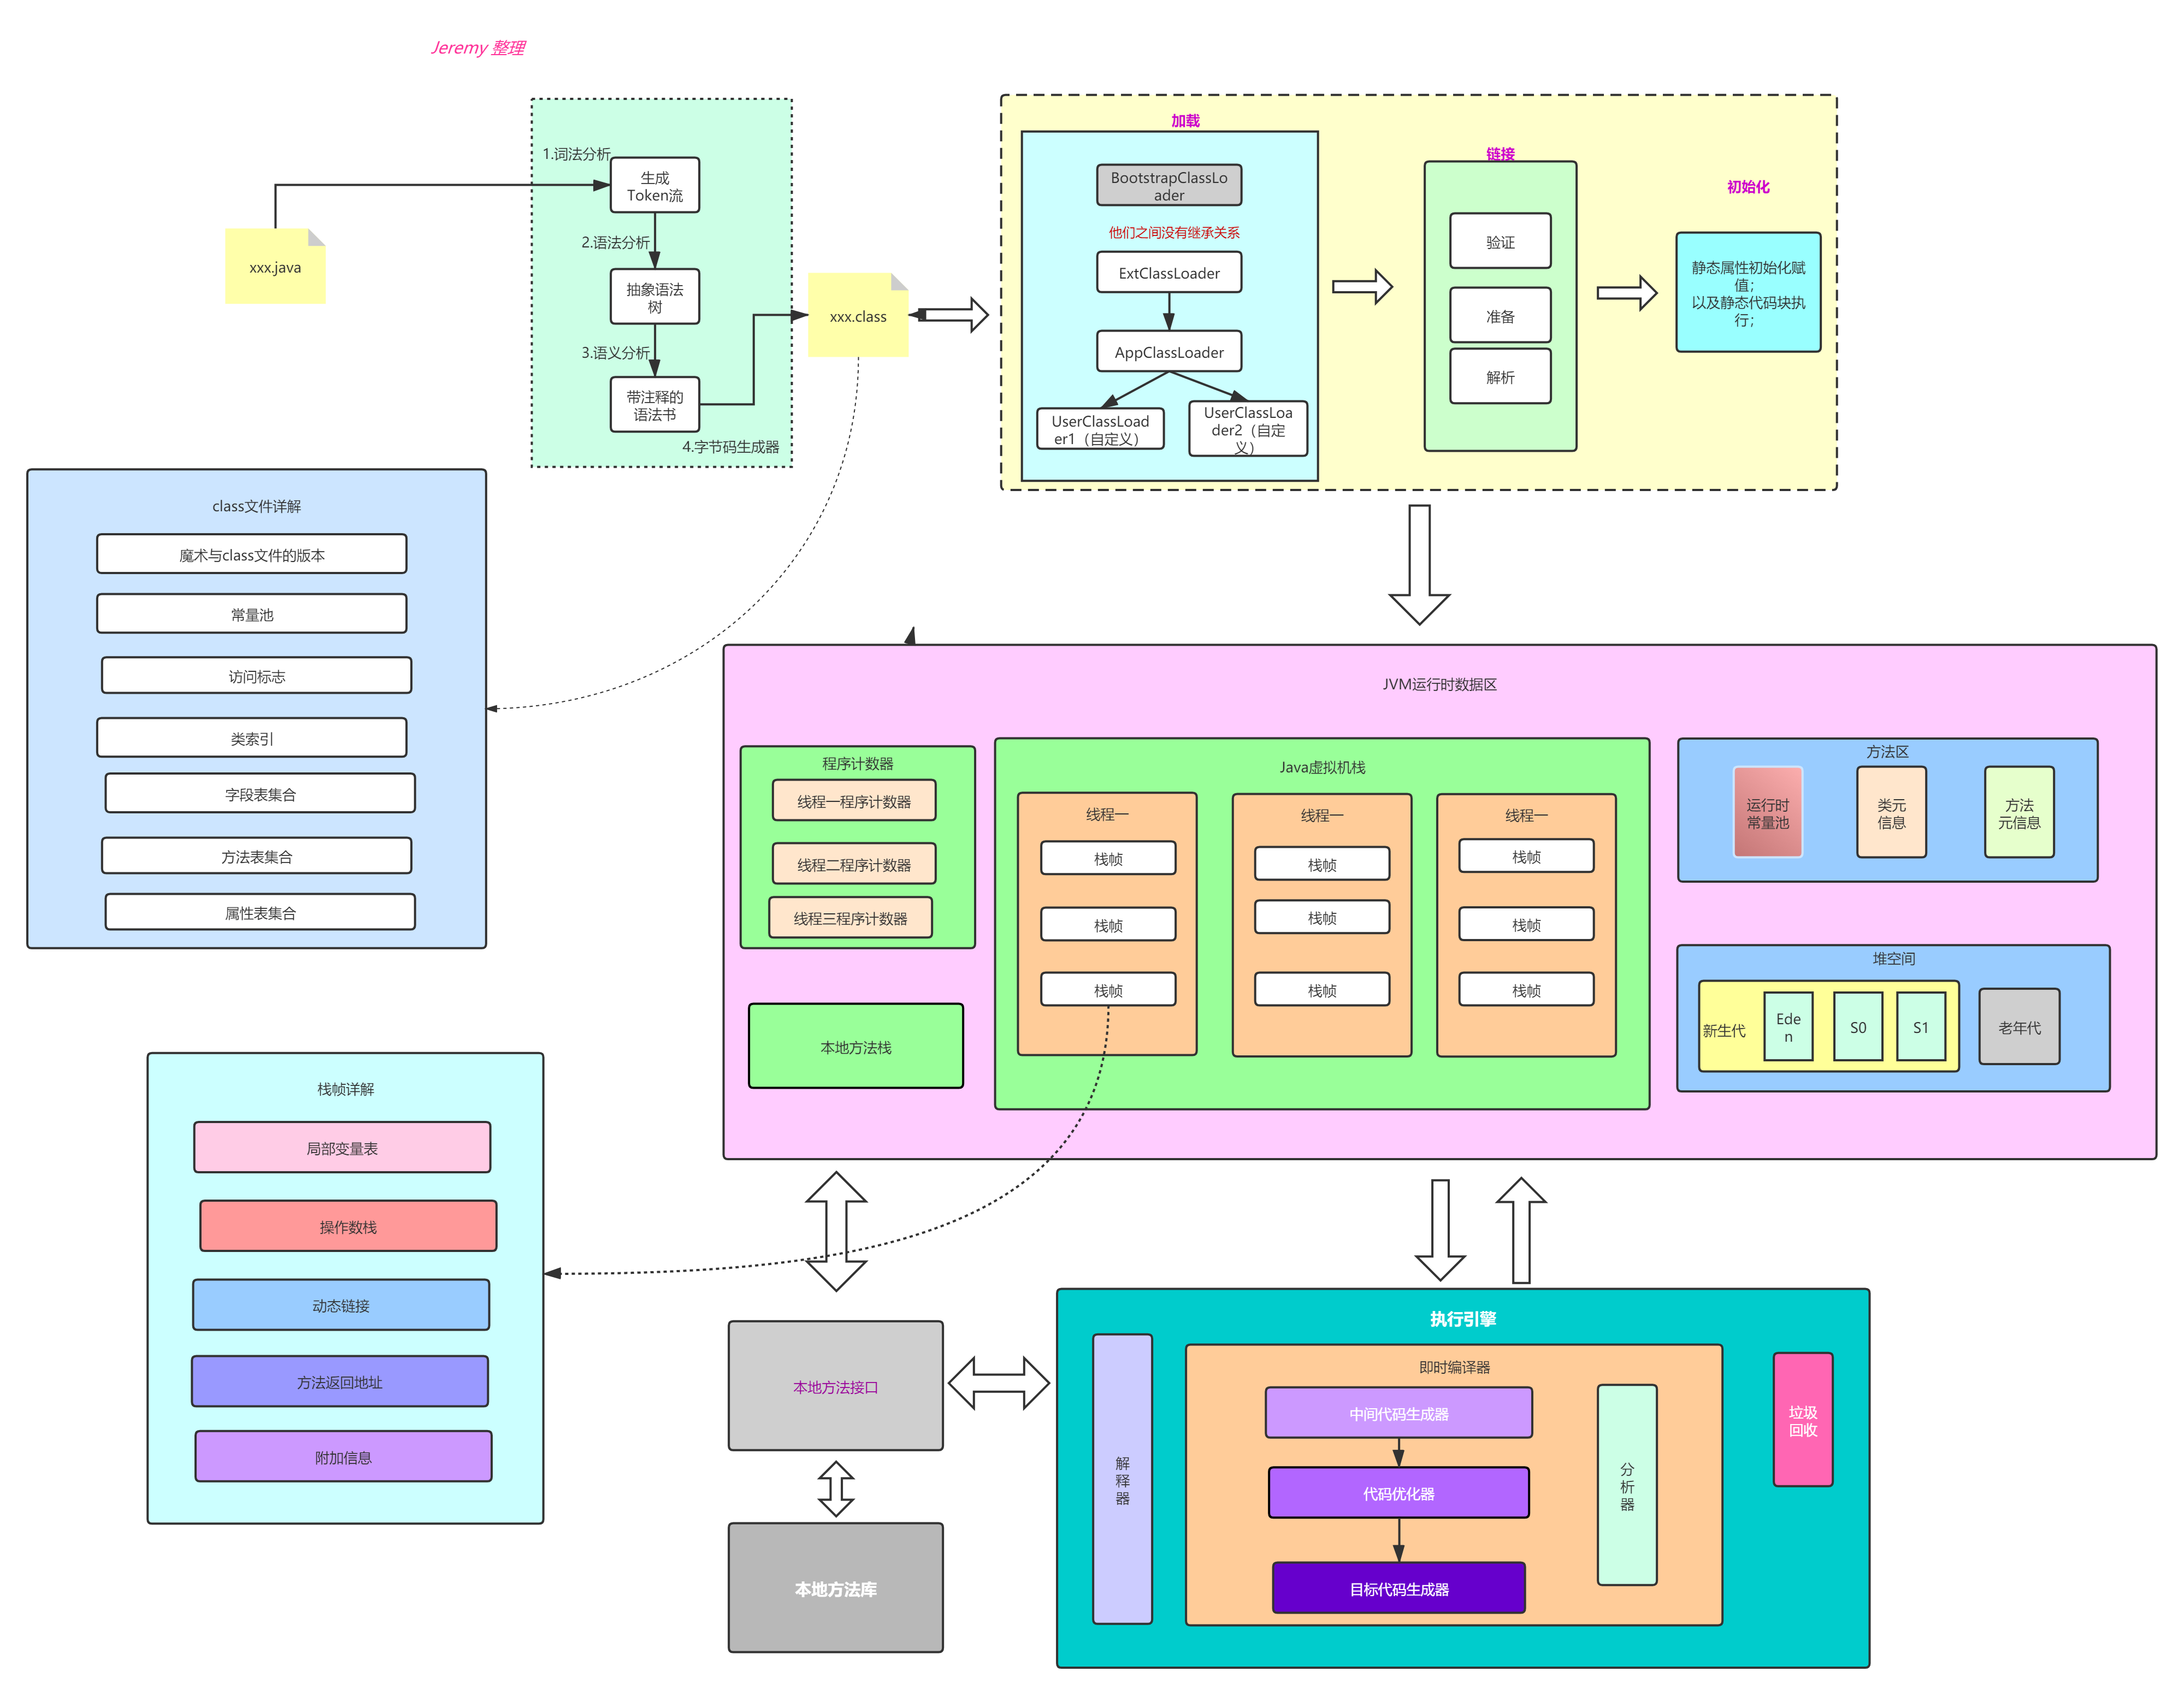 Jeremy 整理
xxx.java
1.词法分析
生成
Token流
2.语法分析
抽象语法
树
3.语义分析
带注释的
语法书
4.字节码生成器
xxx.class
加载
BootstrapClassLo
ader
他们之间没有继承关系
ExtClassLoader
AppClassLoader
UserClassLoad
er1（自定义）
UserClassLoa
der2（自定
义）
链接
验证
准备
解析
初始化
静态属性初始化赋
值；
以及静态代码块执
行；
class文件详解
魔术与class文件的版本
常量池
访问标志
类索引
字段表集合
方法表集合
属性表集合
JVM运行时数据区
程序计数器
线程一程序计数器
线程二程序计数器
线程三程序计数器
本地方法栈
Java虚拟机栈
线程一
栈帧
栈帧
栈帧
线程一
栈帧
栈帧
栈帧
线程一
栈帧
栈帧
栈帧
方法区
运行时
常量池
类元
信息
方法
元信息
堆空间
新生代
Ede
n
S0
S1
老年代
栈帧详解
局部变量表
操作数栈
动态链接
方法返回地址
附加信息
本地方法接口
本地方法库
执行引擎
解
释
器
即时编译器
中间代码生成器
代码优化器
目标代码生成器
分
析
器
垃圾
回收